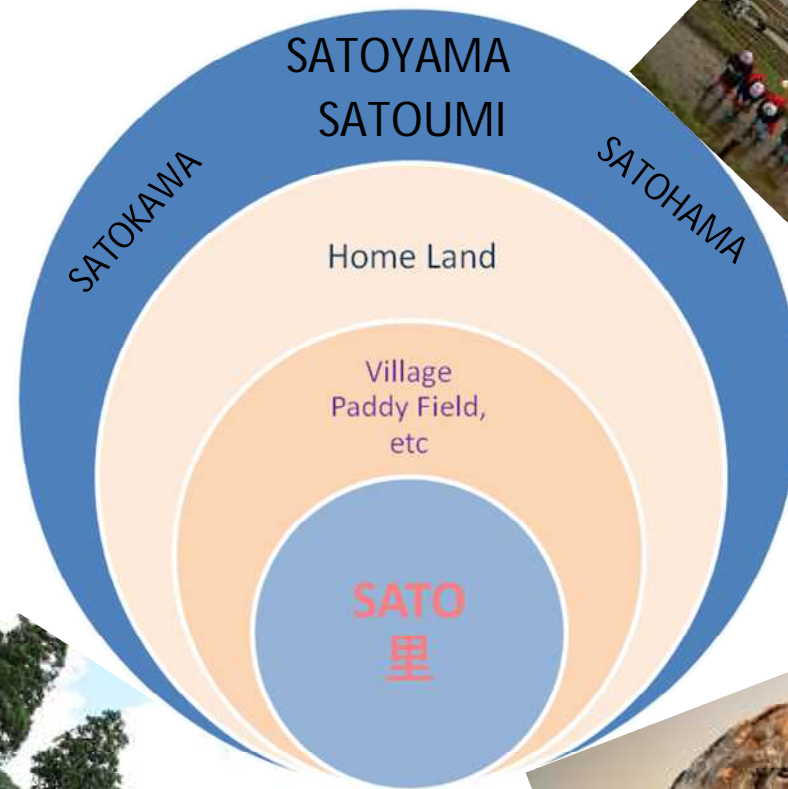 SATOYAMA
SATOUMI
SATOKAWA
SATOHAMA
Home Land
Village
Paddy Field,
etc
SATO
里